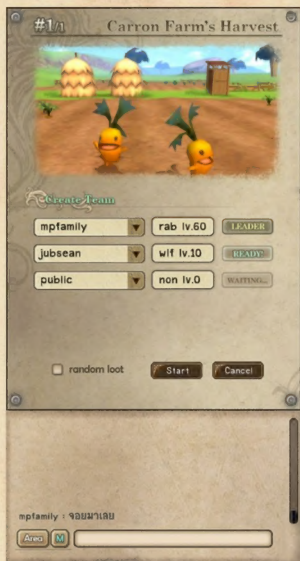 #1/1 Carron Farm's Harvest
Create Team
mpfamily rab lv.60 LEADER
jubsean wlf lv.10 READY!
public non lv.0 WAITING...
random loot Start Cancel
mpfamily : จอยมาเลย
Area M